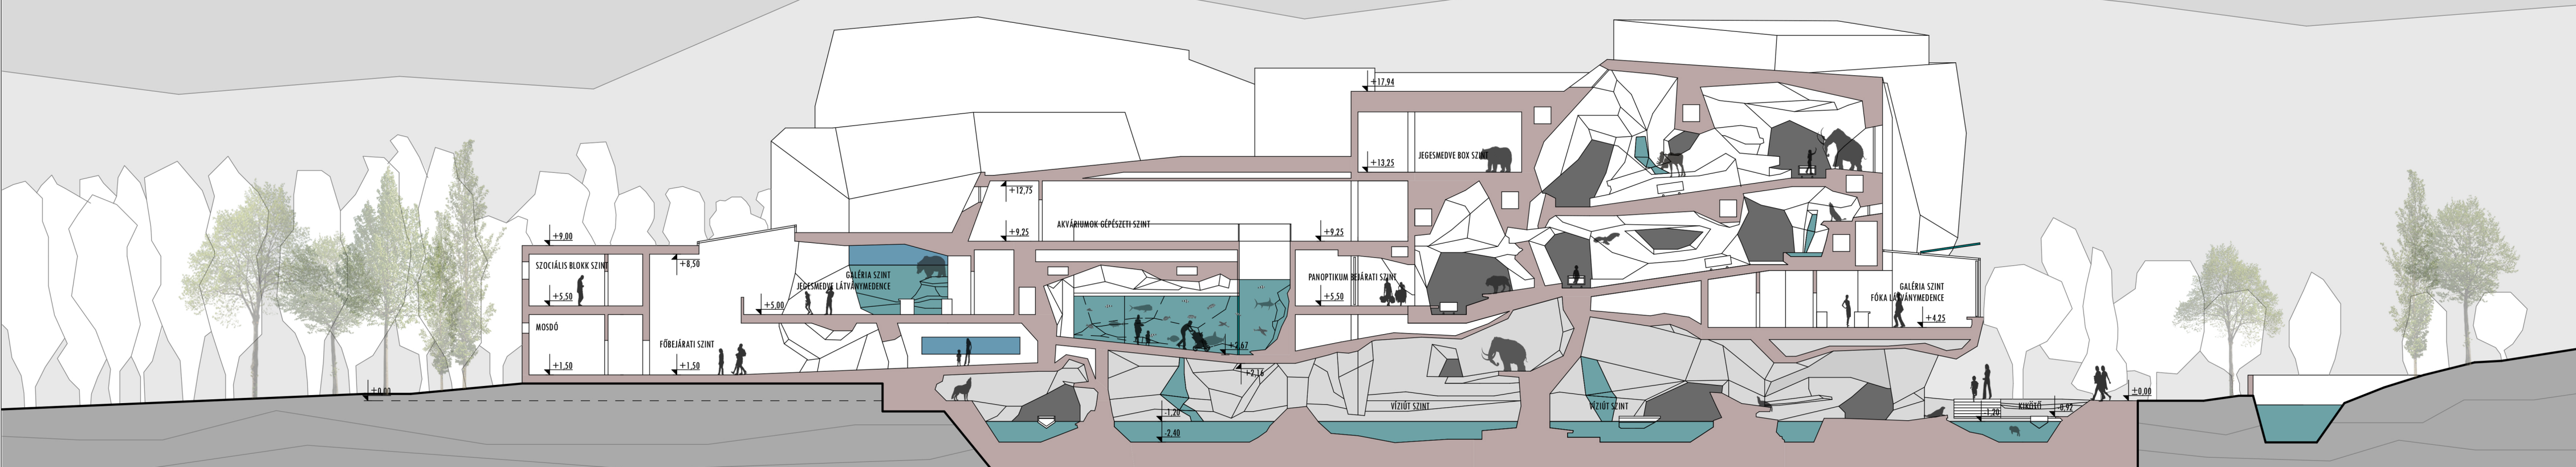 +17,94
JEGESMEDVE BOX SZINT
+13,25
+12,75
AKVÁRIUMOK GÉPÉSZETI SZINT
+9,25
+9,25
+9,00
SZOCIÁLIS BLOKK SZINT
+8,50
GALÉRIA SZINT
JEGESMEDVE LÁTVÁNYMEDENCE
PANOPTIKUM BEJÁRATI SZINT
GALÉRIA SZINT
FÓKA LÁTVÁNYMEDENCE
+5,50
+5,00
+5,50
+4,25
MOSDÓ
FŐBEJÁRATI SZINT
+2,67
+1,50
+1,50
+2,16
±0,00
±0,00
VÍZIÚT SZINT
VÍZIÚT SZINT
KIKÖTŐ
-0,92
-1,20
-1,20
-2,40